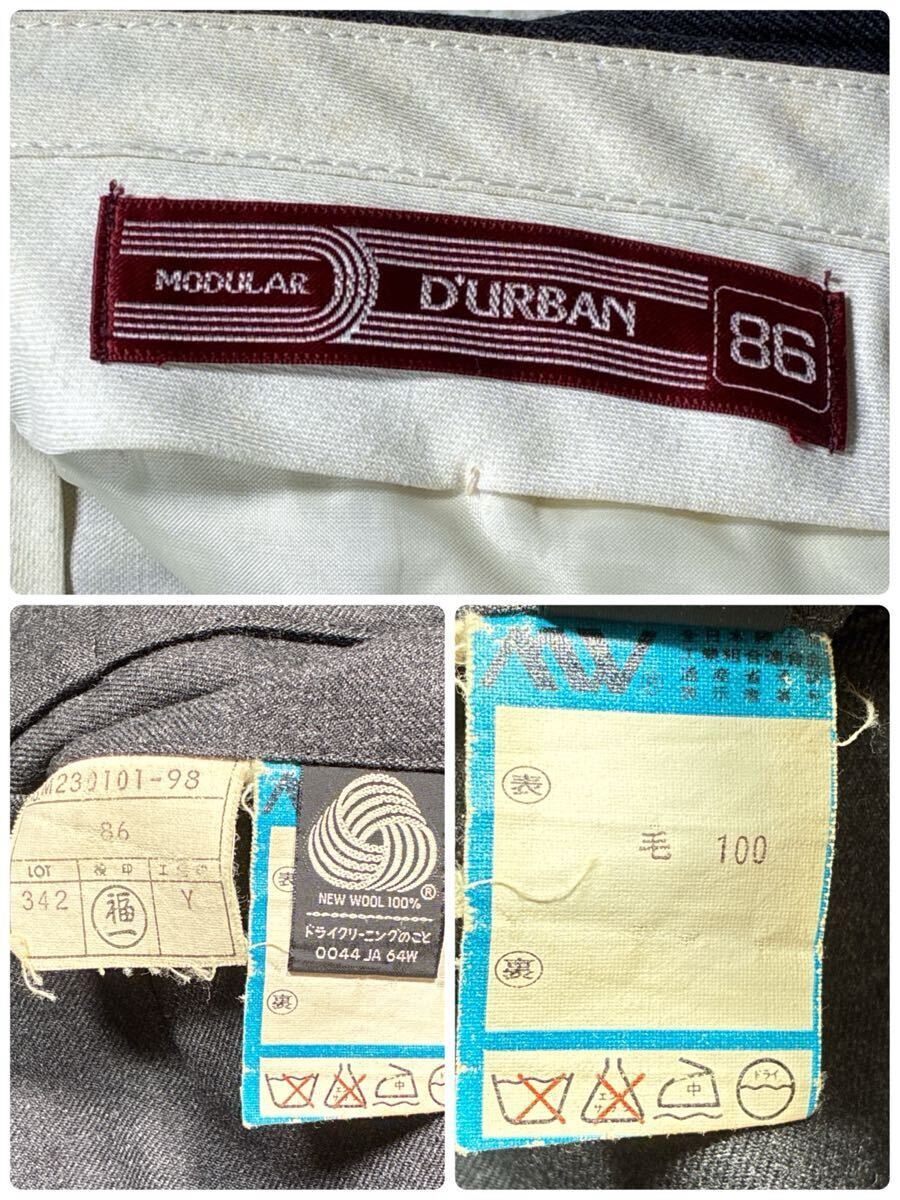 MODULAR
D'URBAN
86
M230101-98
86
LOT
342
福一
Y
表
裏
NEW WOOL 100%
®
ドライクリーニングのこと
0044 JA 64W
表
毛 100
裏
中
エンソサ
中
ドライ